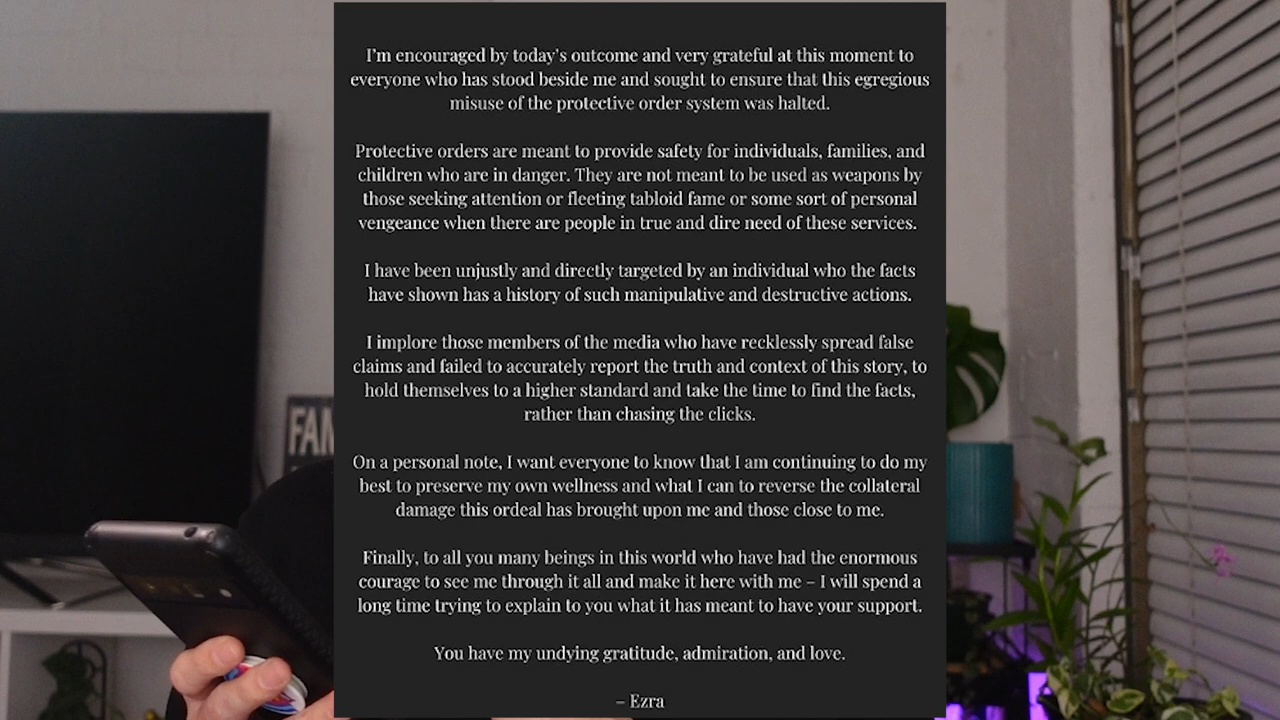 I'm encouraged by today's outcome and very grateful at this moment to
everyone who has stood beside me and sought to ensure that this egregious
misuse of the protective order system was halted.
Protective orders are meant to provide safety for individuals, families, and
children who are in danger. They are not meant to be used as weapons by
those seeking attention or fleeting tabloid fame or some sort of personal
vengeance when there are people in true and dire need of these services.
I have been unjustly and directly targeted by an individual who the facts
have shown has a history of such manipulative and destructive actions.
I implore those members of the media who have recklessly spread false
claims and failed to accurately report the truth and context of this story, to
hold themselves to a higher standard and take the time to find the facts,
rather than chasing the clicks.
On a personal note, I want everyone to know that I am continuing to do my
best to preserve my own wellness and what I can to reverse the collateral
damage this ordeal has brought upon me and those close to me.
Finally, to all you many beings in this world who have had the enormous
courage to see me through it all and make it here with me – I will spend a
long time trying to explain to you what it has meant to have your support.
You have my undying gratitude, admiration, and love.
– Ezra
FAM